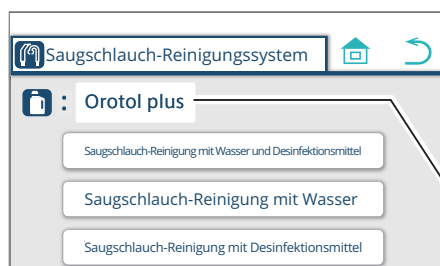 Saugschlauch-Reinigungssystem
: Orotol plus
Saugschlauch-Reinigung mit Wasser und Desinfektionsmittel
Saugschlauch-Reinigung mit Wasser
Saugschlauch-Reinigung mit Desinfektionsmittel